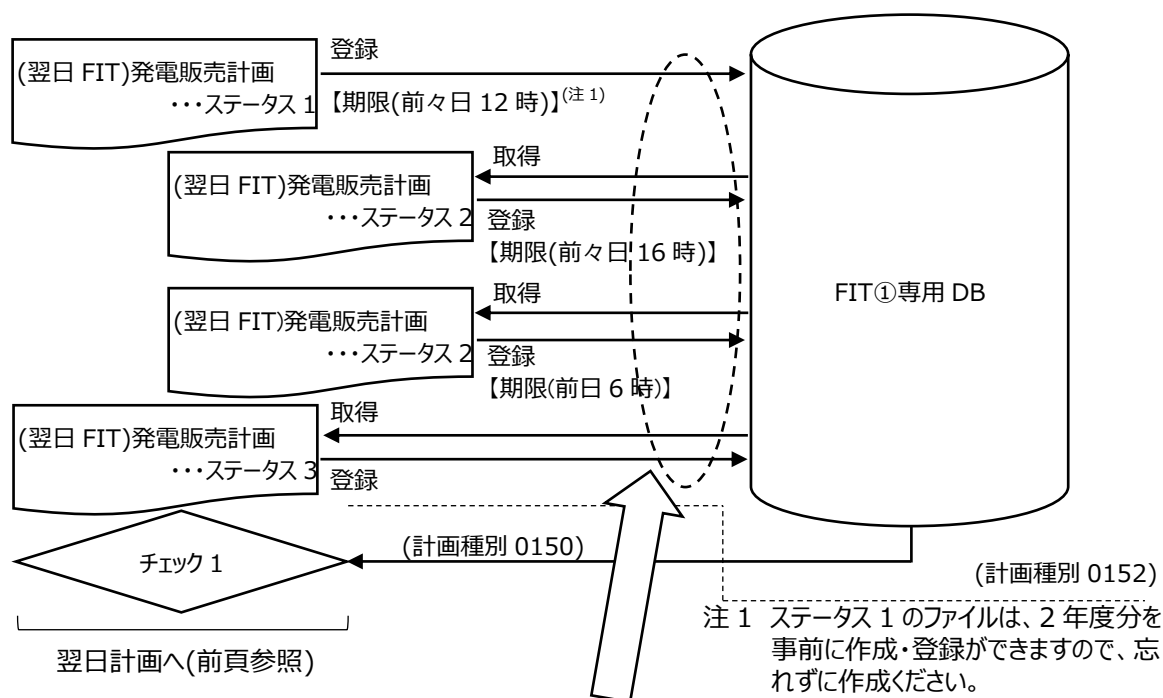 登録
(翌日 FIT)発電販売計画
・・・ステータス 1
【期限(前々日 12 時)】(注 1)
取得
(翌日 FIT)発電販売計画
・・・ステータス 2
登録
【期限(前々日 16 時)】
FIT①専用 DB
取得
(翌日 FIT)発電販売計画
・・・ステータス 2
登録
【期限(前日 6 時)】
取得
(翌日 FIT)発電販売計画
・・・ステータス 3
登録
チェック 1
(計画種別 0150)
(計画種別 0152)
翌日計画へ(前頁参照)
注 1 ステータス 1 のファイルは、2 年度分を
事前に作成・登録ができますので、忘
れずに作成ください。